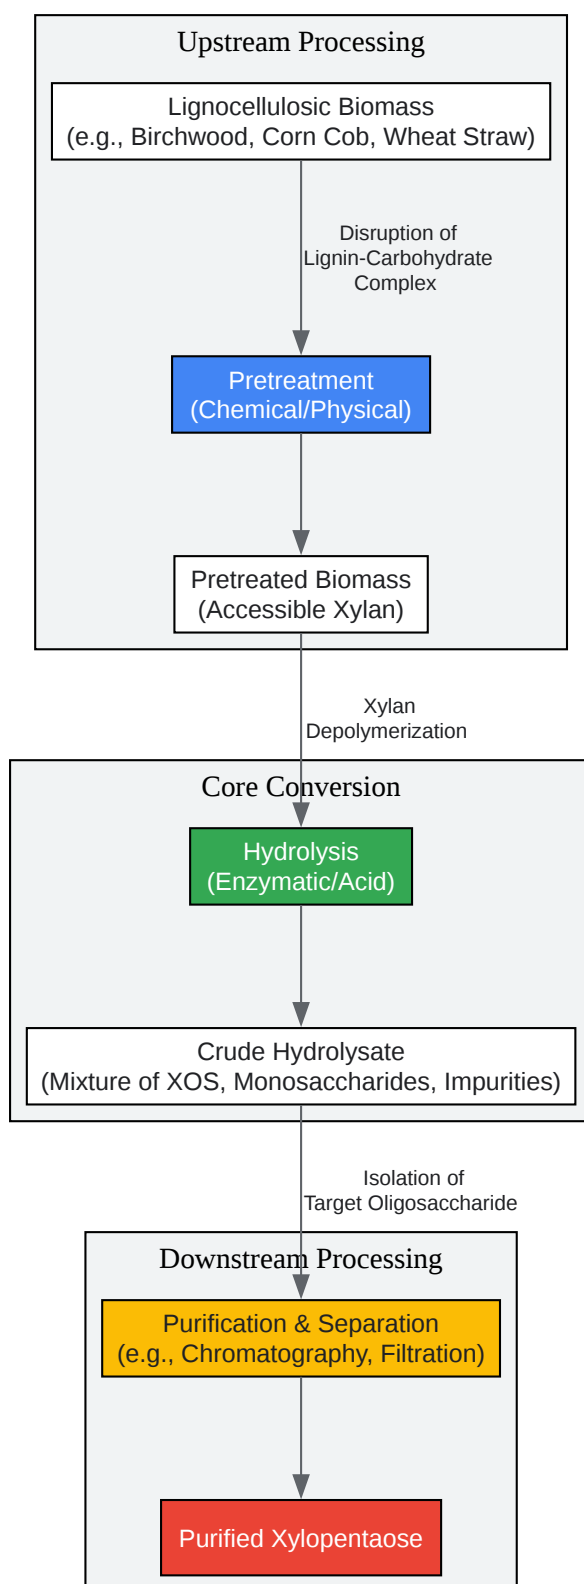 Upstream Processing
Lignocellulosic Biomass
(e.g., Birchwood, Corn Cob, Wheat Straw)
Disruption of
Lignin-Carbohydrate
Complex
Pretreatment
(Chemical/Physical)
Pretreated Biomass
(Accessible Xylan)
Xylan
Depolymerization
Core Conversion
Hydrolysis
(Enzymatic/Acid)
Crude Hydrolysate
(Mixture of XOS, Monosaccharides, Impurities)
Isolation of
Target Oligosaccharide
Downstream Processing
Purification & Separation
(e.g., Chromatography, Filtration)
Purified Xylopentaose